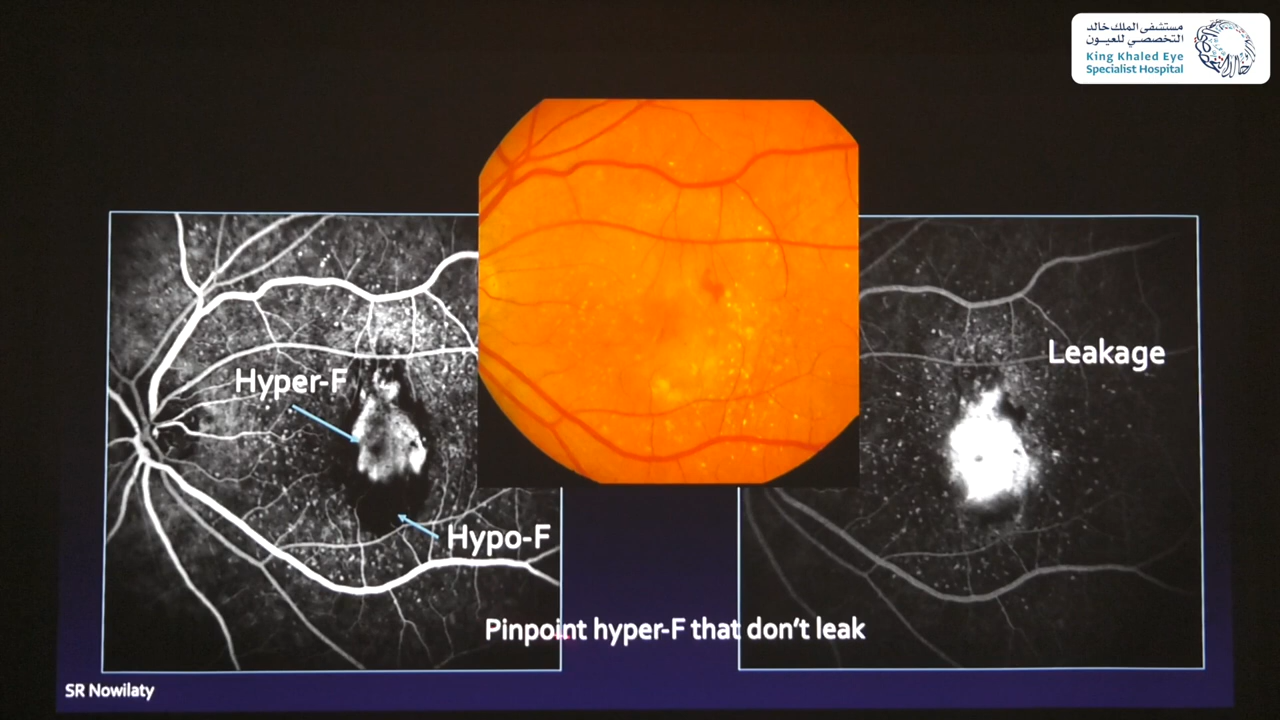 مستشفى الملك خالد
التخصصي للعيون
King Khaled Eye
Specialist Hospital
Hyper-F
Leakage
Hypo-F
Pinpoint hyper-F that don't leak
SR Nowilaty